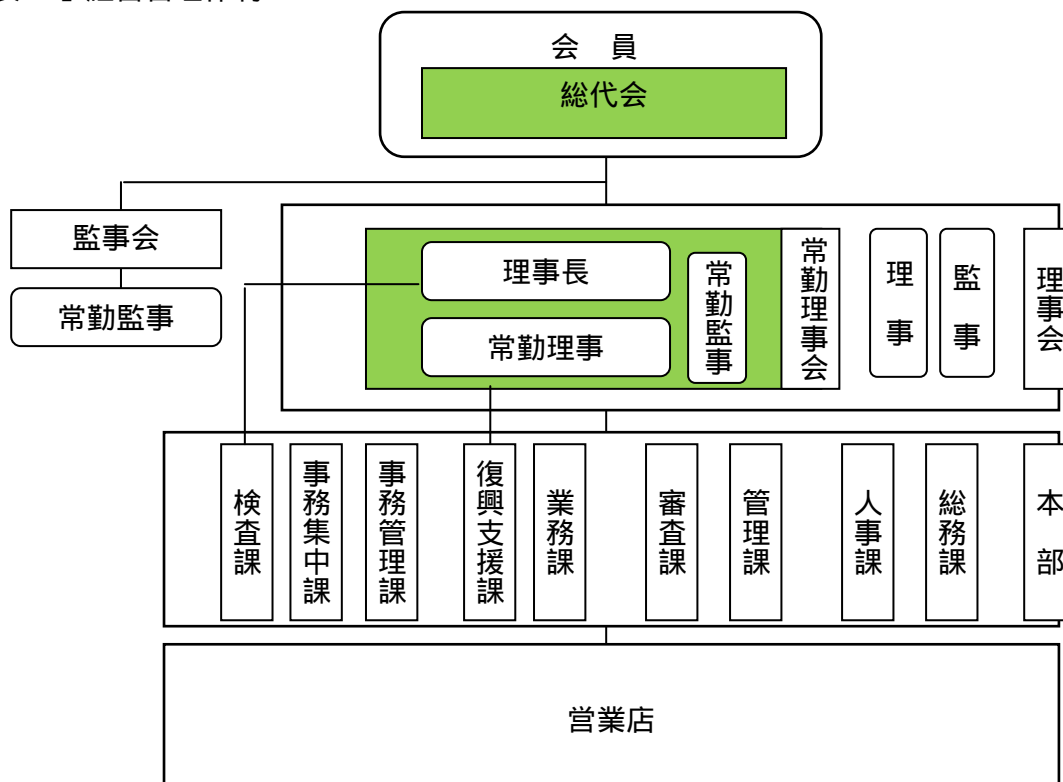 会　員
総代会
監事会
常勤監事
理事長
常勤理事
常勤監事
常勤理事会
理　事
監　事
理事会
検査課
事務集中課
事務管理課
復興支援課
業務課
審査課
管理課
人事課
総務課
本　部
営業店